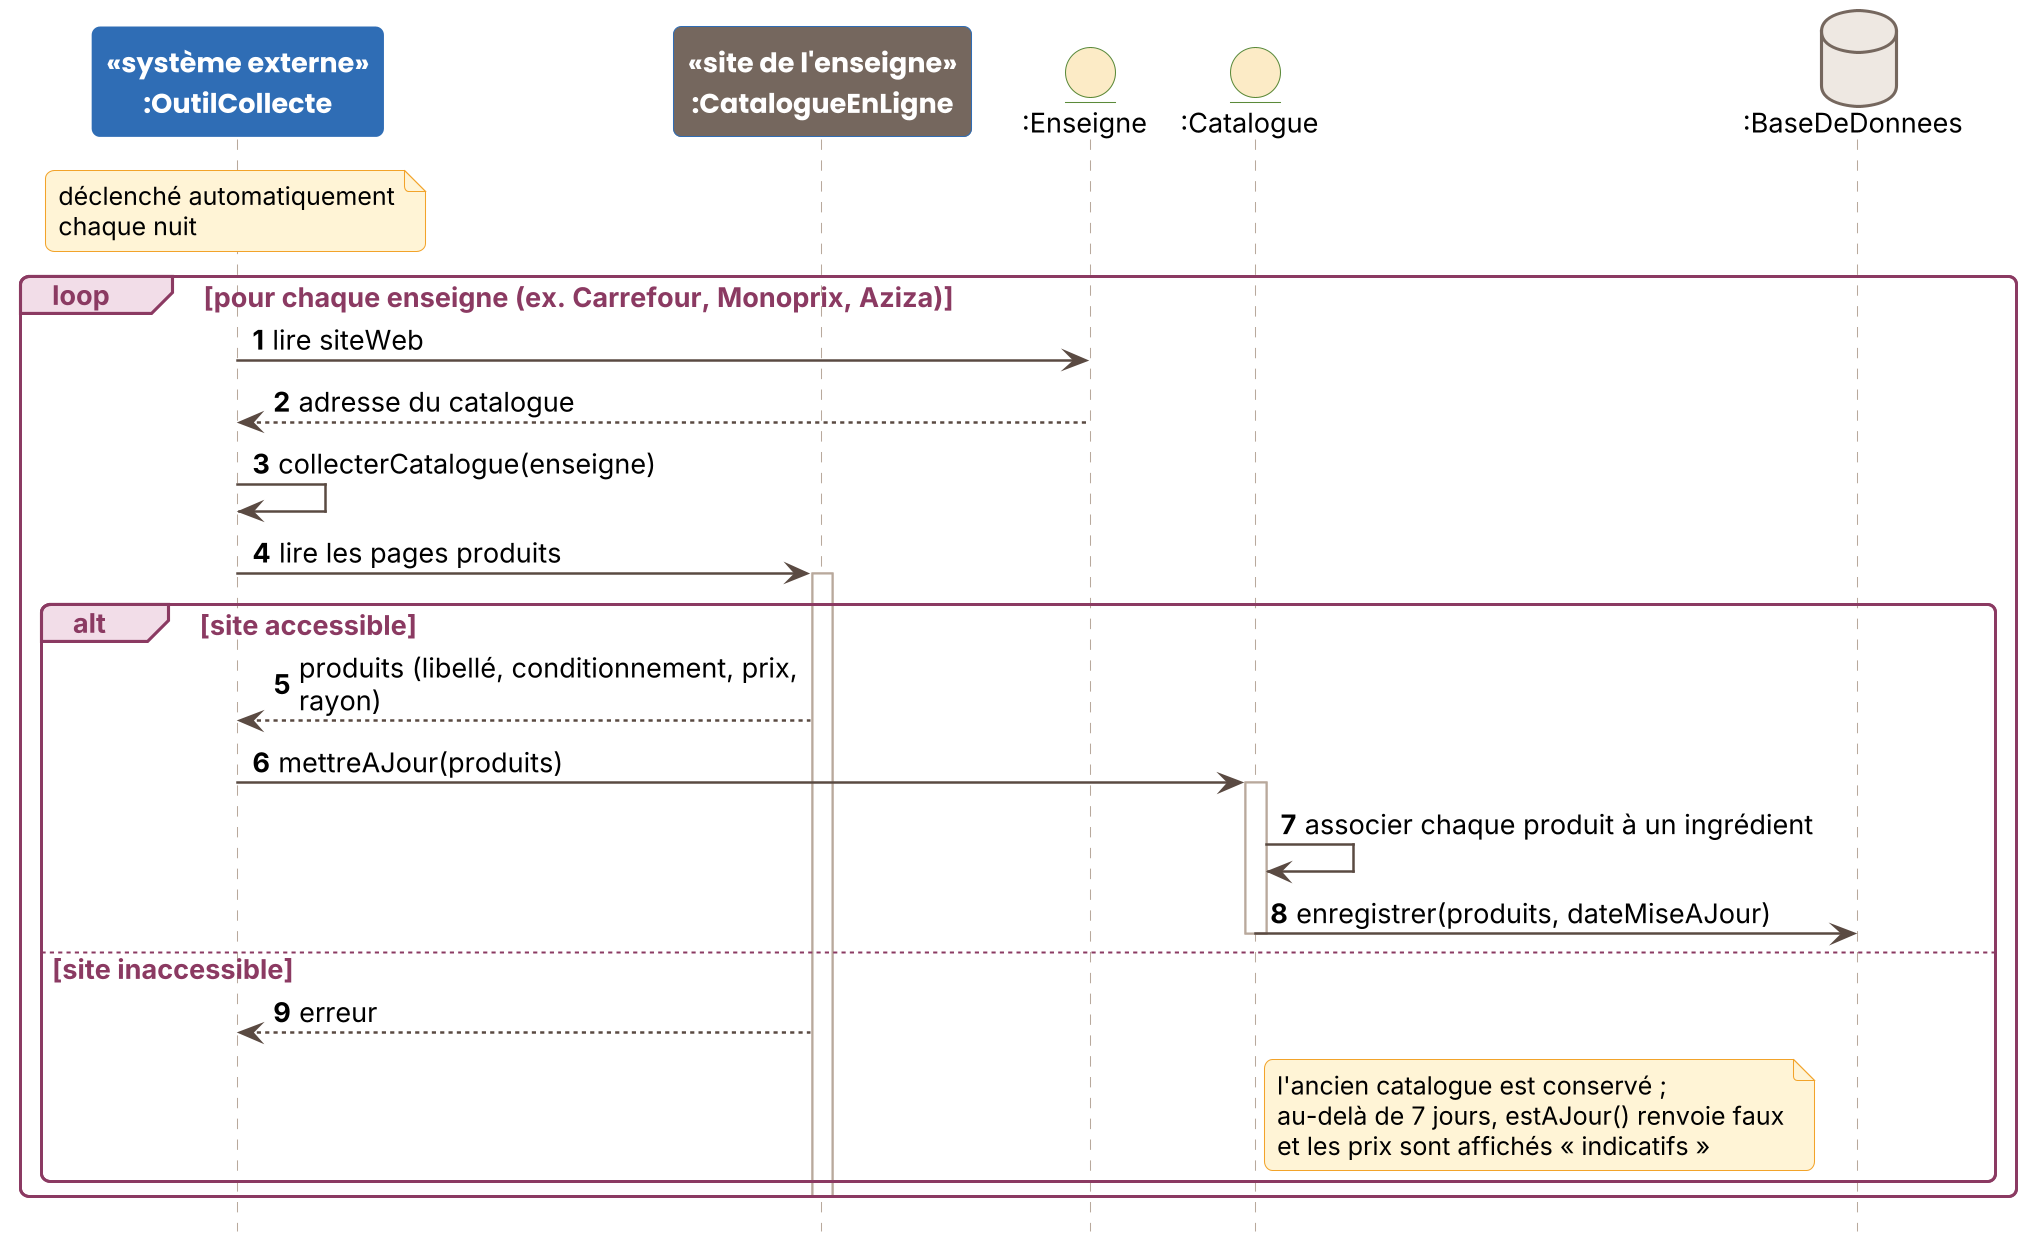 «système externe»
:OutilCollecte
«site de l'enseigne»
:CatalogueEnLigne
:Enseigne
:Catalogue
:BaseDeDonnees
déclenché automatiquement
chaque nuit
loop
[pour chaque enseigne (ex. Carrefour, Monoprix, Aziza)]
1 lire siteWeb
2 adresse du catalogue
3 collecterCatalogue(enseigne)
4 lire les pages produits
alt
[site accessible]
5 produits (libellé, conditionnement, prix,
rayon)
6 mettreAJour(produits)
7 associer chaque produit à un ingrédient
8 enregistrer(produits, dateMiseAJour)
[site inaccessible]
9 erreur
l'ancien catalogue est conservé ;
au-delà de 7 jours, estAJour() renvoie faux
et les prix sont affichés « indicatifs »